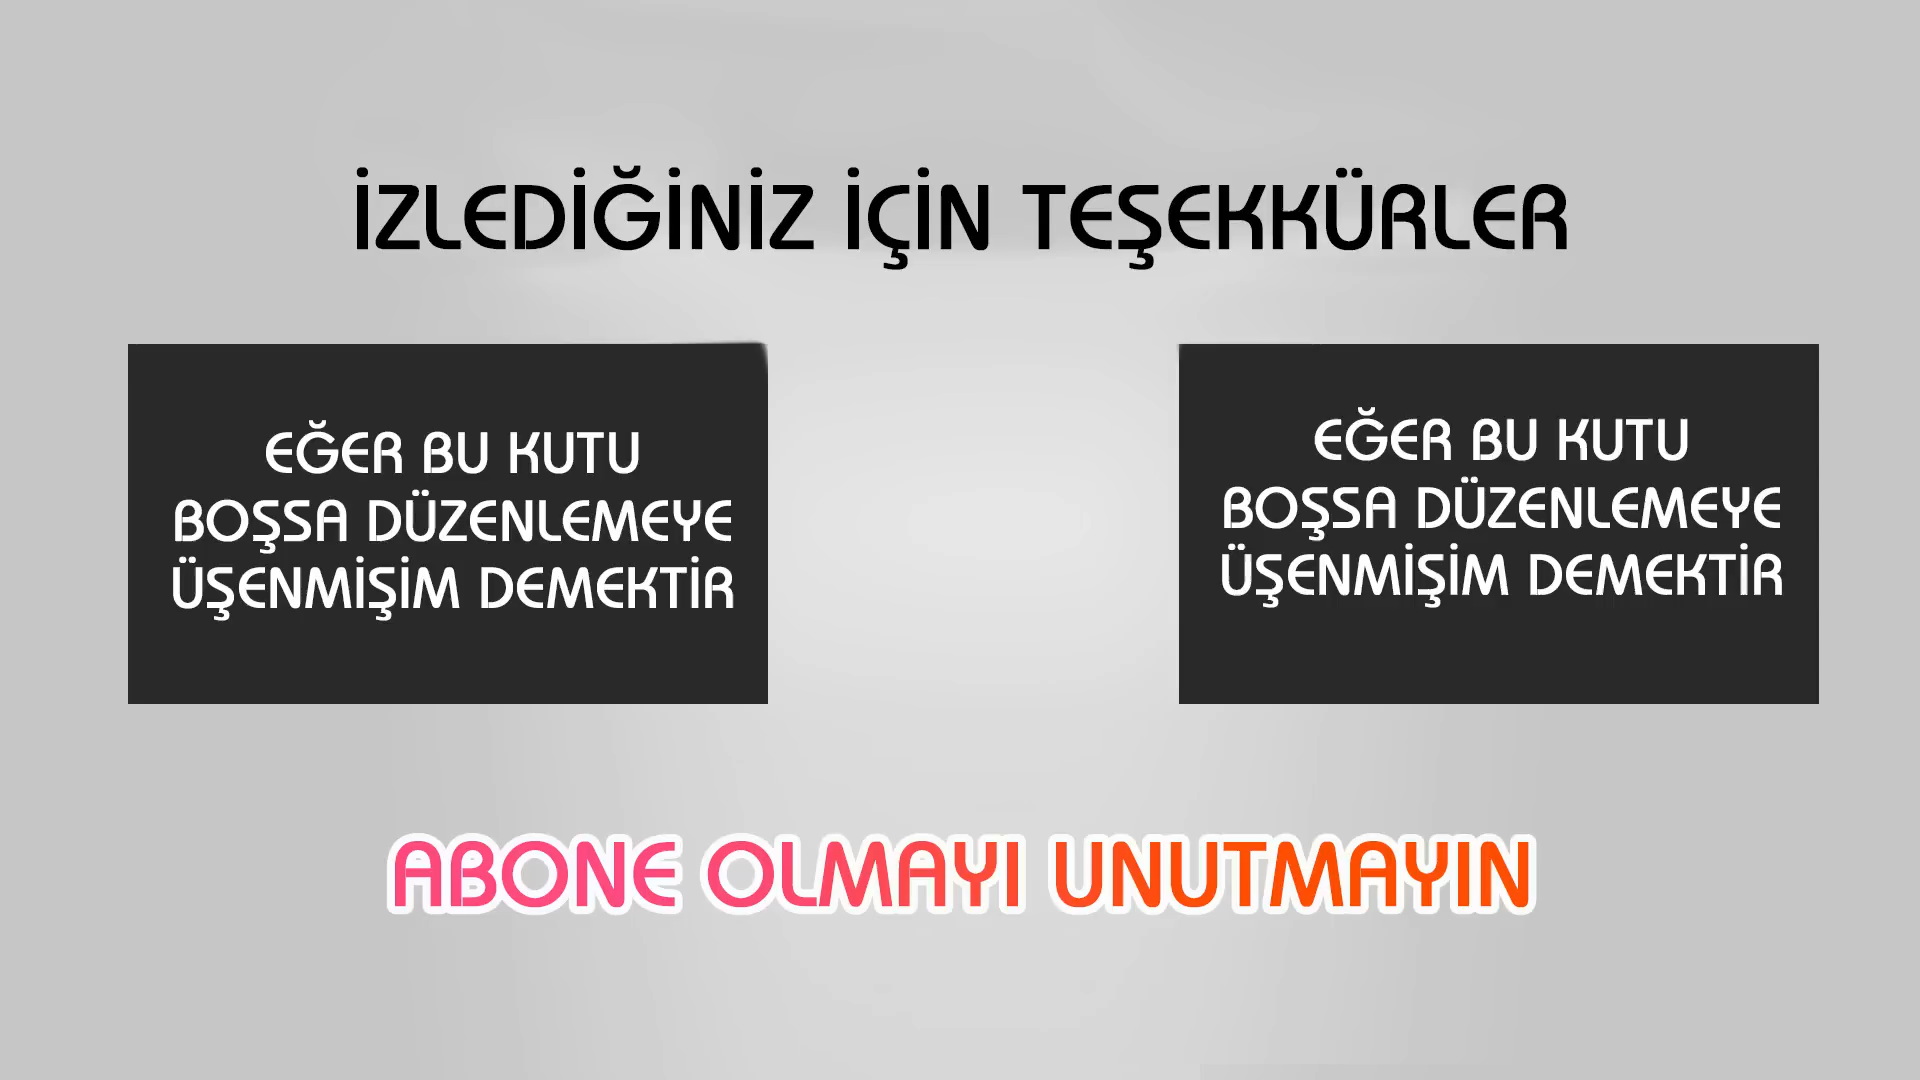 İZLEDİĞİNİZ İÇİN TEŞEKKÜRLER
EĞER BU KUTU
BOŞSA DÜZENLEMEYE
ÜŞENMİŞİM DEMEKTİR
EĞER BU KUTU
BOŞSA DÜZENLEMEYE
ÜŞENMİŞİM DEMEKTİR
ABONE OLMAYI UNUTMAYIN